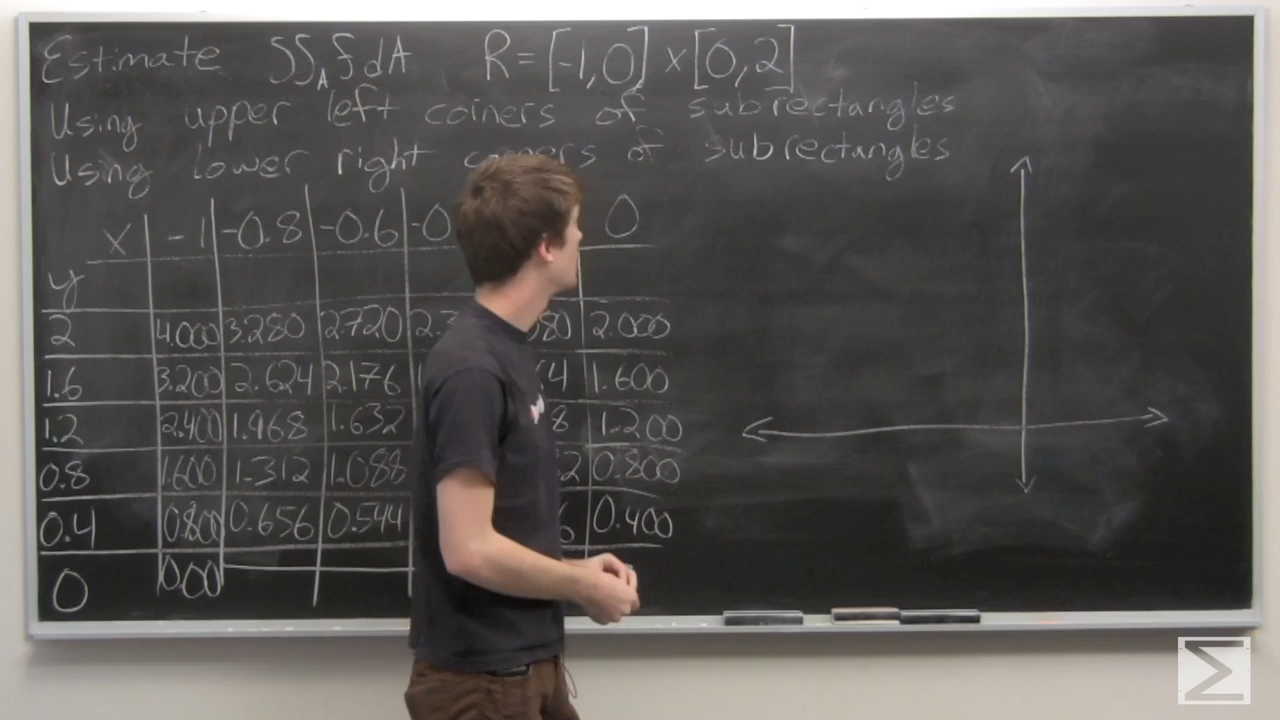 Estimate ∫∫_A f dA R = [-1,0] × [0,2]
Using upper left corners of subrectangles
Using lower right of subrectangles
x -1 -0.8 -0.6 0
y
2 4.000 3.280 2.720 2.000
1.6 3.200 2.624 2.176 1.600
1.2 2.400 1.968 1.632 1.200
0.8 1.600 1.312 1.088 0.800
0.4 0.800 0.656 0.544 0.400
0 0.00
Σ